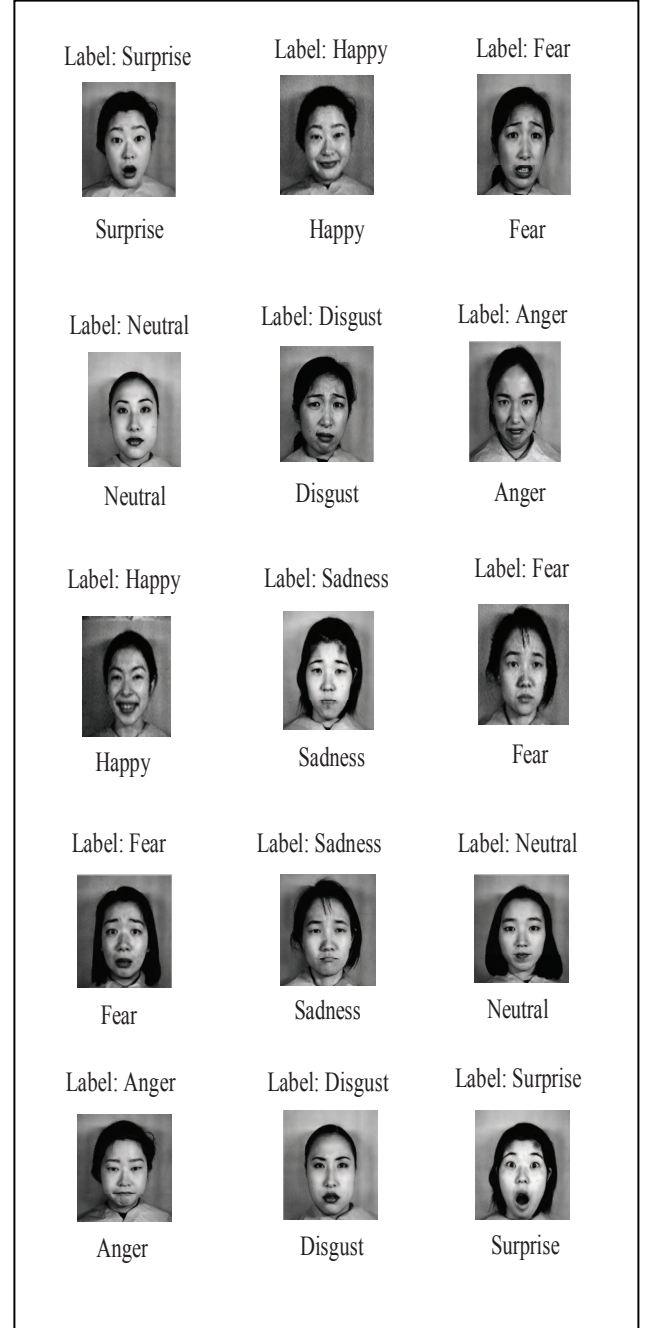 Label: Surprise
Label: Happy
Label: Fear
Surprise
Happy
Fear
Label: Neutral
Label: Disgust
Label: Anger
Neutral
Disgust
Anger
Label: Happy
Label: Sadness
Label: Fear
Happy
Sadness
Fear
Label: Fear
Label: Sadness
Label: Neutral
Fear
Sadness
Neutral
Label: Anger
Label: Disgust
Label: Surprise
Anger
Disgust
Surprise